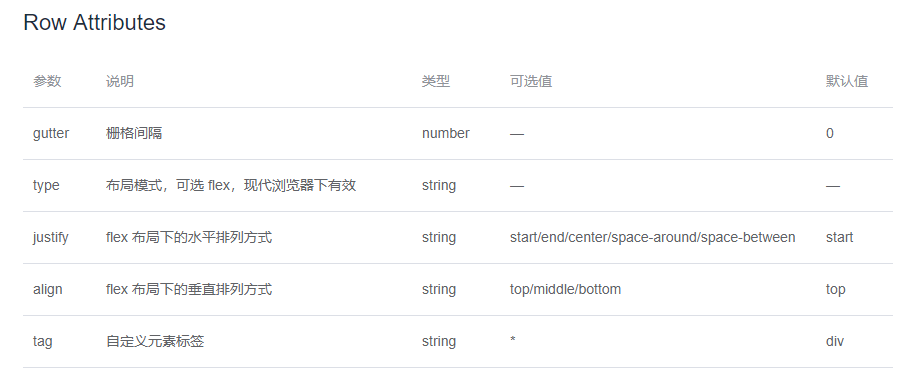 Row Attributes
参数 说明 类型 可选值 默认值
gutter 栅格间隔 number — 0
type 布局模式，可选 flex，现代浏览器下有效 string — —
justify flex 布局下的水平排列方式 string start/end/center/space-around/space-between start
align flex 布局下的垂直排列方式 string top/middle/bottom top
tag 自定义元素标签 string * div